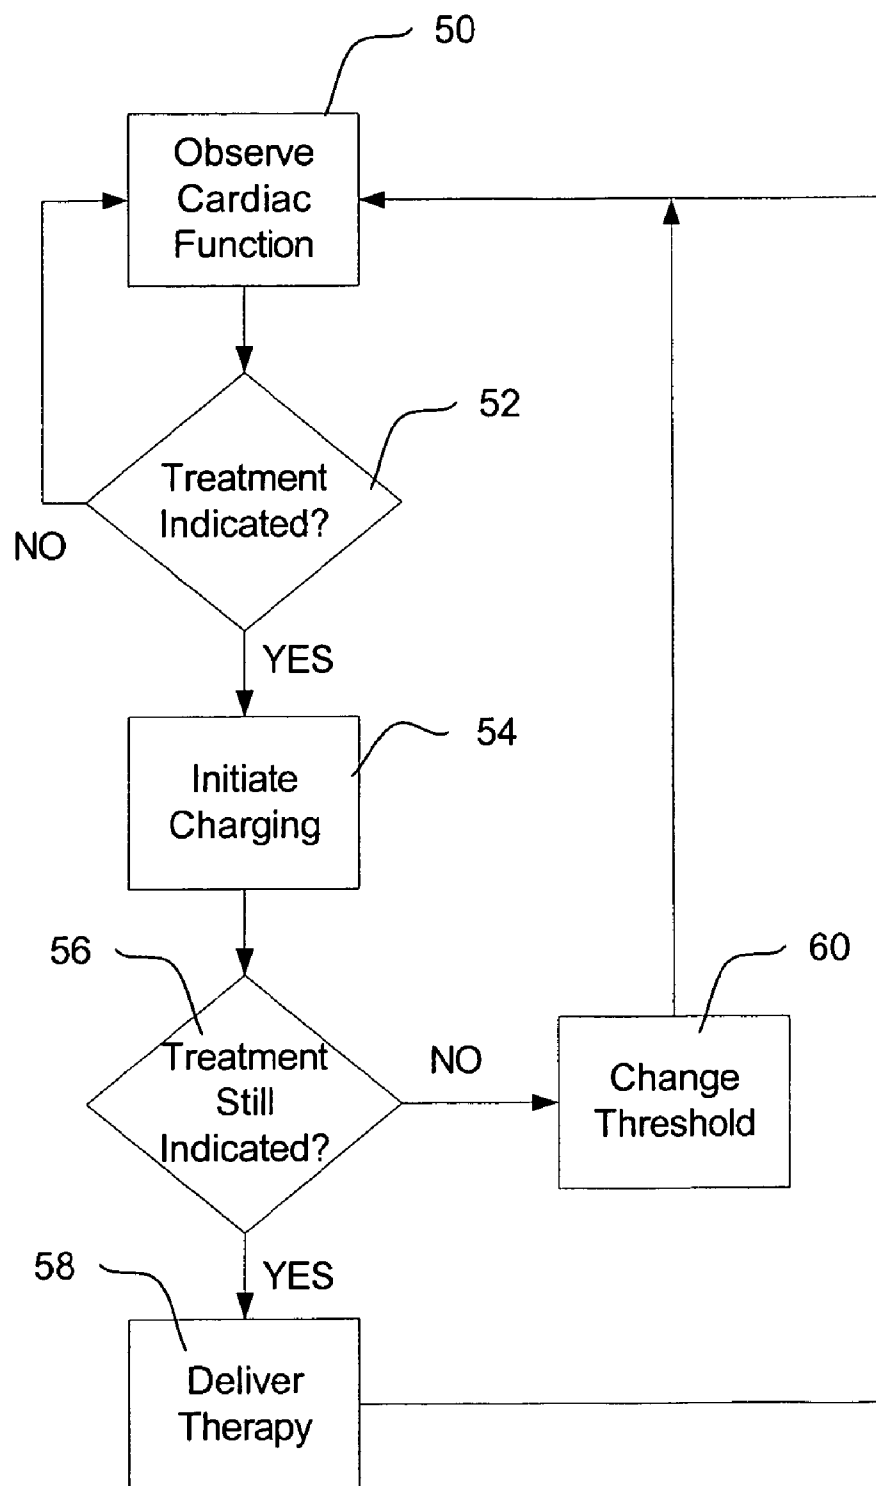 50
Observe
Cardiac
Function
52
Treatment
Indicated?
NO
YES
54
Initiate
Charging
56
60
Treatment
Still
Indicated?
NO
Change
Threshold
58
YES
Deliver
Therapy